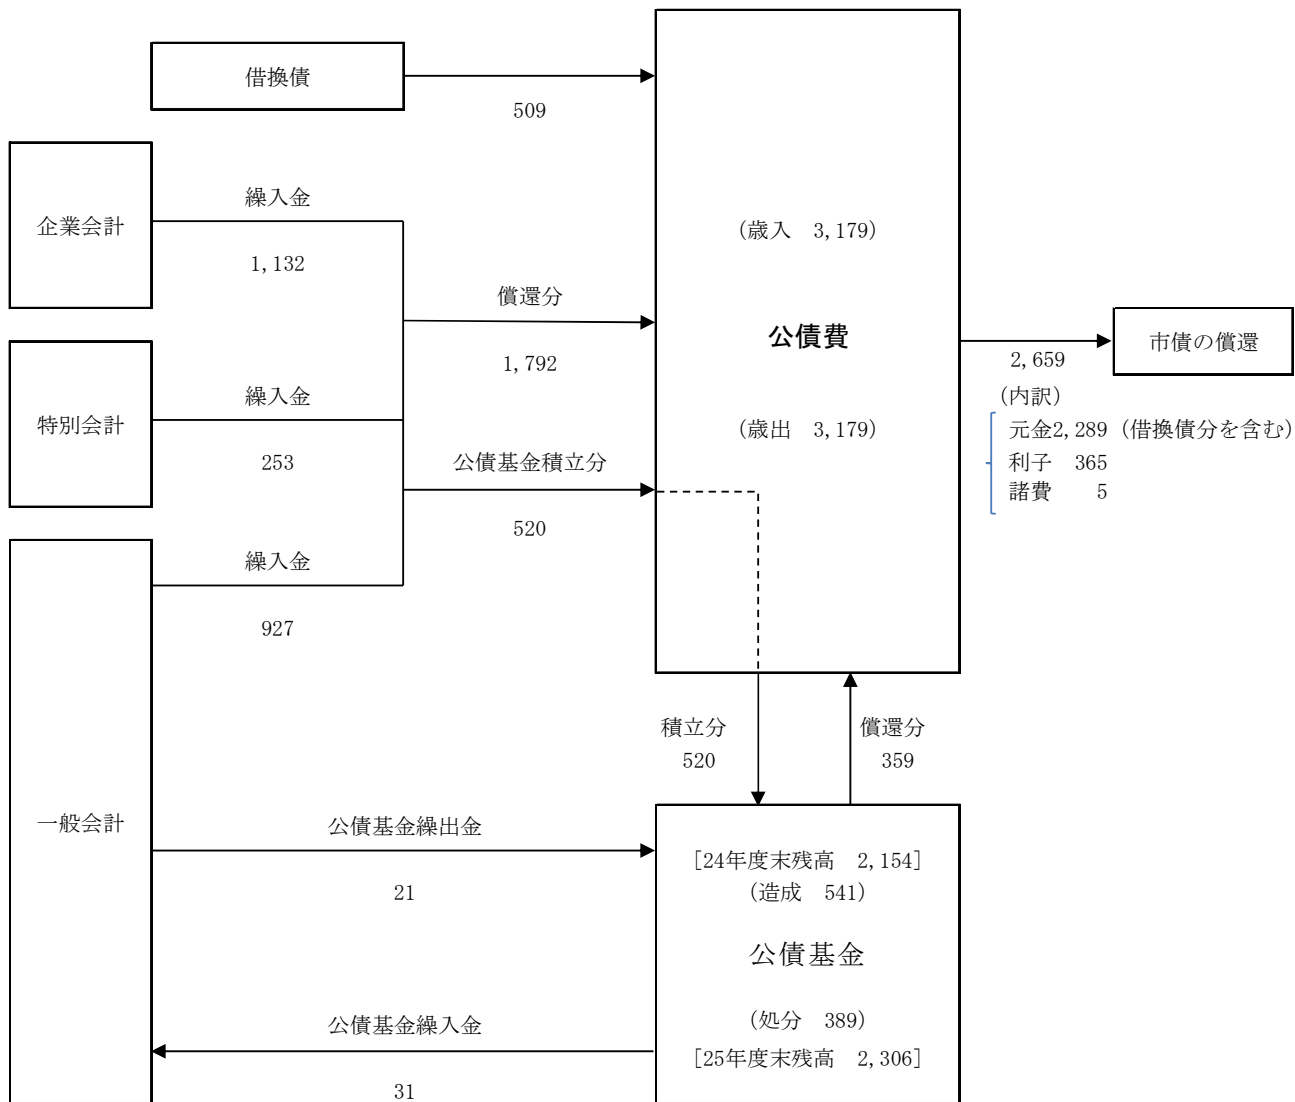 借換債
509
企業会計
繰入金
1,132
償還分
1,792
特別会計
繰入金
253
公債基金積立分
520
繰入金
927
(歳入　3,179)
公債費
(歳出　3,179)
2,659
市債の償還
(内訳)
元金2,289 (借換債分を含む)
利子　365
諸費　　5
積立分
520
償還分
359
一般会計
公債基金繰出金
21
[24年度末残高　2,154]
(造成　541)
公債基金
(処分　389)
[25年度末残高　2,306]
公債基金繰入金
31